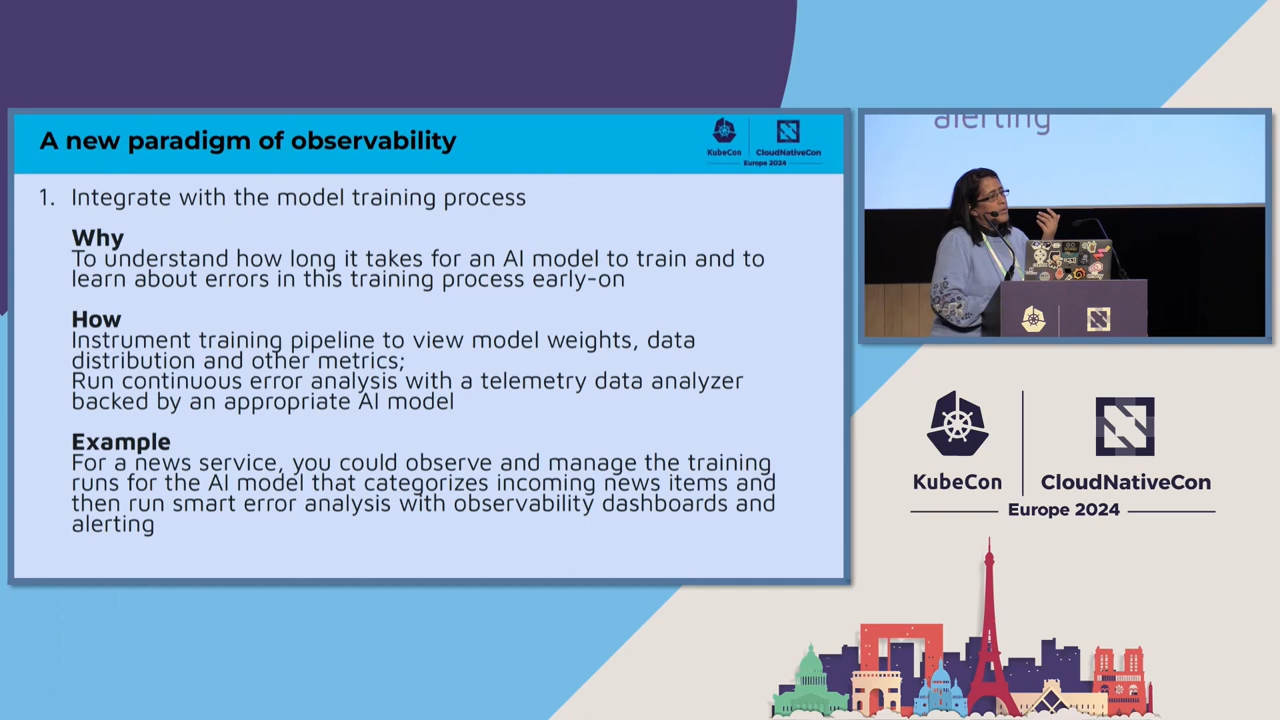 A new paradigm of observability
KubeCon
CloudNativeCon
Europe 2024
1. Integrate with the model training process
Why
To understand how long it takes for an AI model to train and to
learn about errors in this training process early-on
How
Instrument training pipeline to view model weights, data
distribution and other metrics;
Run continuous error analysis with a telemetry data analyzer
backed by an appropriate AI model
Example
For a news service, you could observe and manage the training
runs for the AI model that categorizes incoming news items and
then run smart error analysis with observability dashboards and
alerting
alerting
KubeCon
CloudNativeCon
Europe 2024